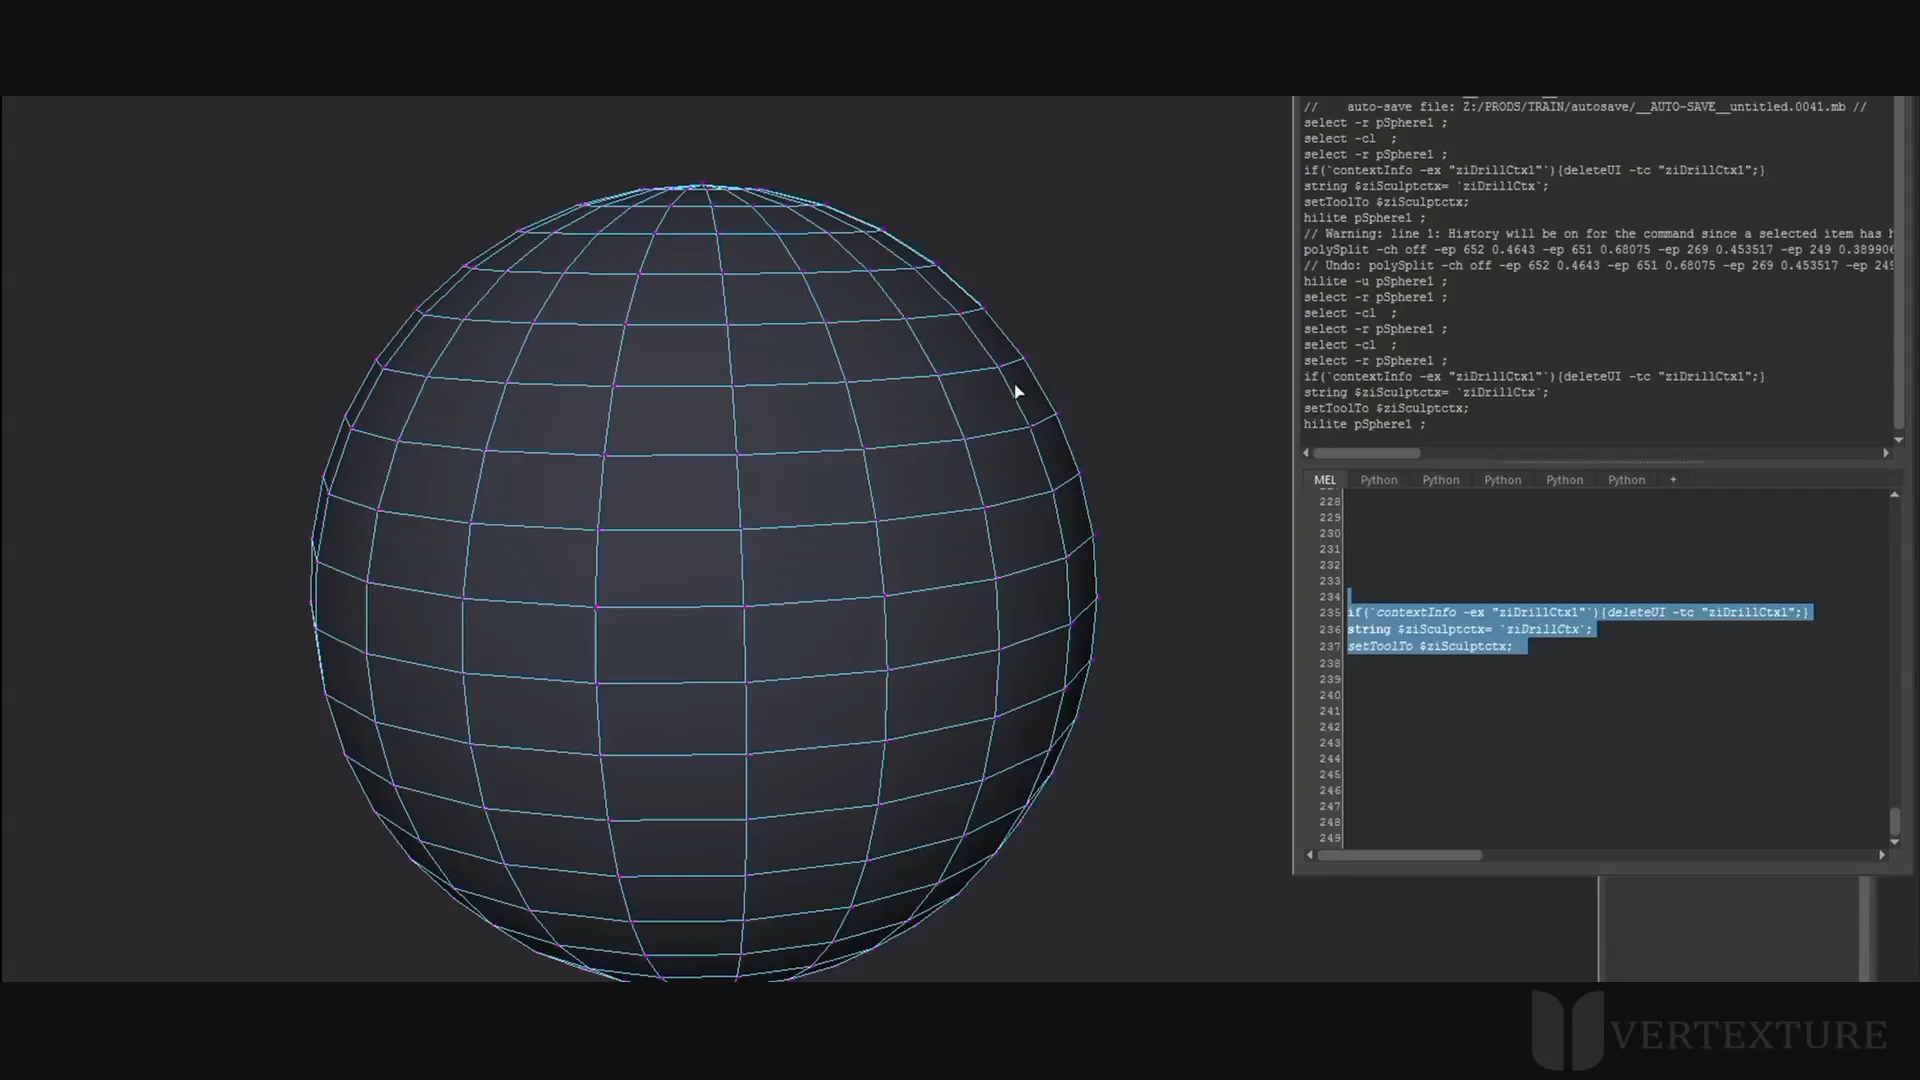 //    auto-save file: Z:/PRODS/TRAIN/autosave/__AUTO-SAVE__untitled.0041.mb //
select -r pSphere1 ;
select -cl  ;
select -r pSphere1 ;
if(`contextInfo -ex "ziDrillCtx1"`){deleteUI -tc "ziDrillCtx1";}
string $ziSculptctx= `ziDrillCtx`;
setToolTo $ziSculptctx;
hilite pSphere1 ;
// Warning: line 1: History will be on for the command since a selected item has h
polySplit -ch off -ep 652 0.4643 -ep 651 0.68075 -ep 269 0.453517 -ep 249 0.389906
// Undo: polySplit -ch off -ep 652 0.4643 -ep 651 0.68075 -ep 269 0.453517 -ep 249
hilite -u pSphere1 ;
select -r pSphere1 ;
select -cl  ;
select -r pSphere1 ;
select -cl  ;
select -r pSphere1 ;
if(`contextInfo -ex "ziDrillCtx1"`){deleteUI -tc "ziDrillCtx1";}
string $ziSculptctx= `ziDrillCtx`;
setToolTo $ziSculptctx;
hilite pSphere1 ;
MEL Python Python Python Python Python +
228
229
230
231
232
233
234
235 if(`contextInfo -ex "ziDrillCtx1"`){deleteUI -tc "ziDrillCtx1";}
236 string $ziSculptctx= `ziDrillCtx`;
237 setToolTo $ziSculptctx;
238
239
240
241
242
243
244
245
246
247
248
249
VERTEXTURE